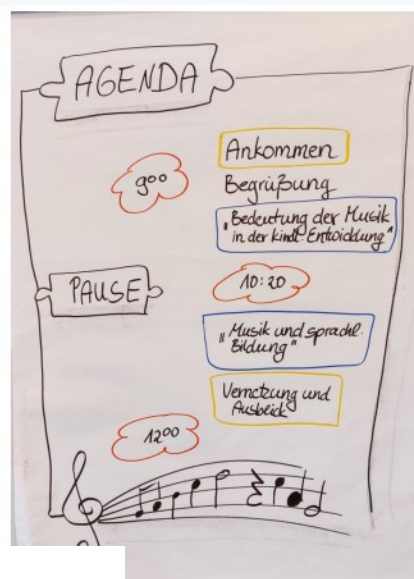 AGENDA
Ankommen
900
Begrüßung
"Bedeutung der Musik
in der kindl. Entwicklung"
PAUSE
10:20
"Musik und sprachl.
Bildung"
Vernetzung und
Ausblick
1200